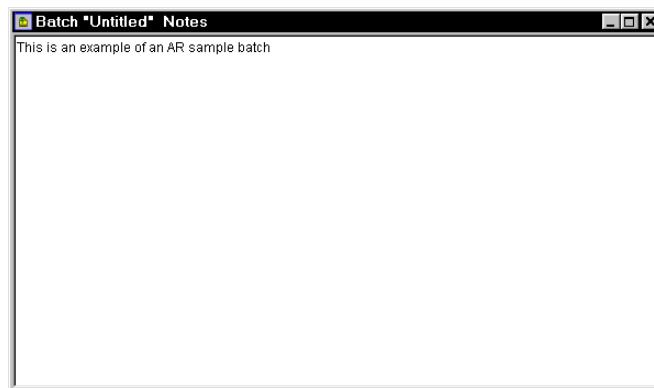 Batch "Untitled" Notes
This is an example of an AR sample batch